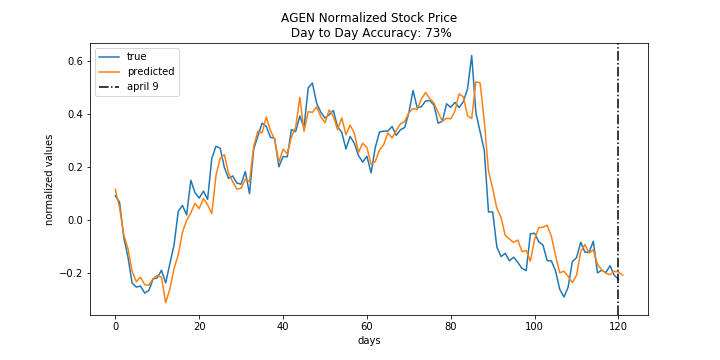 AGEN Normalized Stock Price
Day to Day Accuracy: 73%
true
predicted
april 9
normalized values
0.6
0.4
0.2
0.0
−0.2
0
20
40
60
80
100
120
days